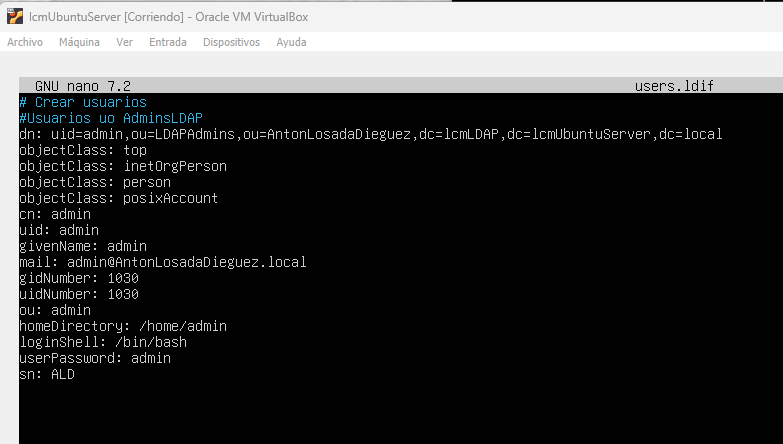 lcmUbuntuServer [Corriendo] - Oracle VM VirtualBox
Archivo Máquina Ver Entrada Dispositivos Ayuda
GNU nano 7.2 users.ldif
# Crear usuarios
#Usuarios uo AdminsLDAP
dn: uid=admin,ou=LDAPAdmins,ou=AntonLosadaDieguez,dc=lcmLDAP,dc=lcmUbuntuServer,dc=local
objectClass: top
objectClass: inetOrgPerson
objectClass: person
objectClass: posixAccount
cn: admin
uid: admin
givenName: admin
mail: admin@AntonLosadaDieguez.local
gidNumber: 1030
uidNumber: 1030
ou: admin
homeDirectory: /home/admin
loginShell: /bin/bash
userPassword: admin
sn: ALD